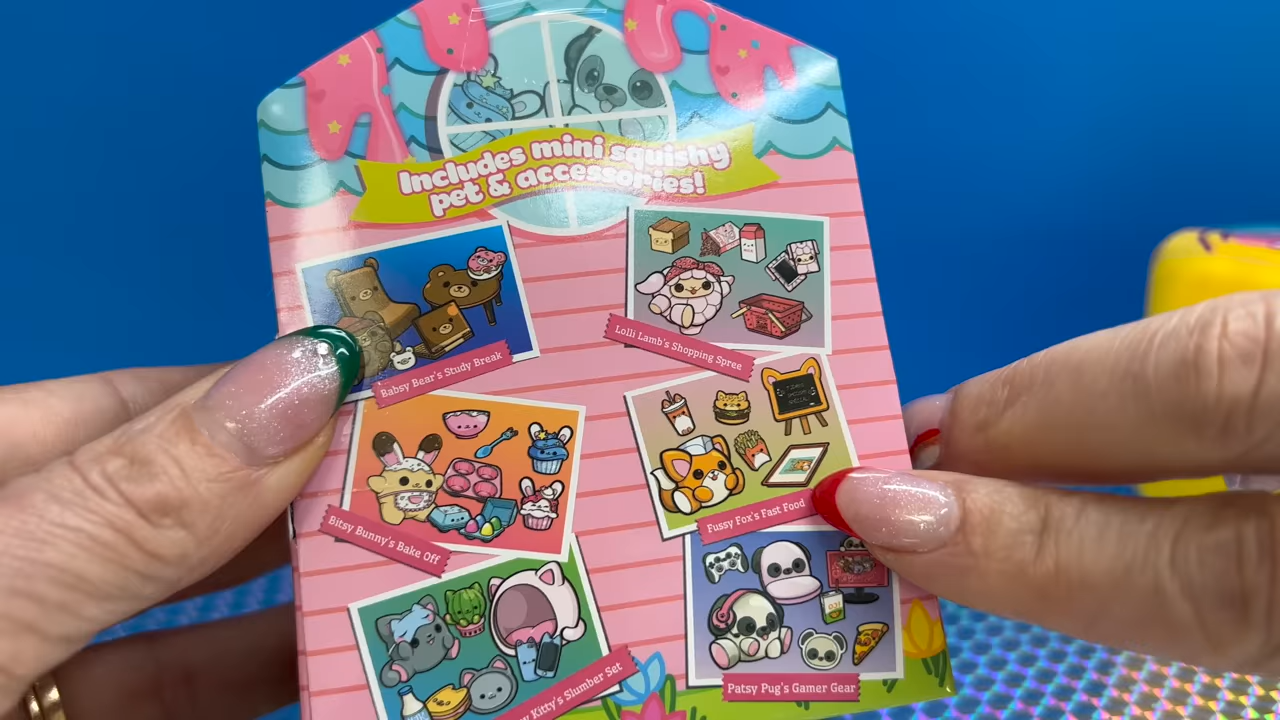 Includes mini squishy
pet & accessories!
Babsy Bear's Study Break
Lolli Lamb's Shopping Spree
Bitsy Bunny's Bake Off
Fussy Fox's Fast Food
Kitty's Slumber Set
Patsy Pug's Gamer Gear